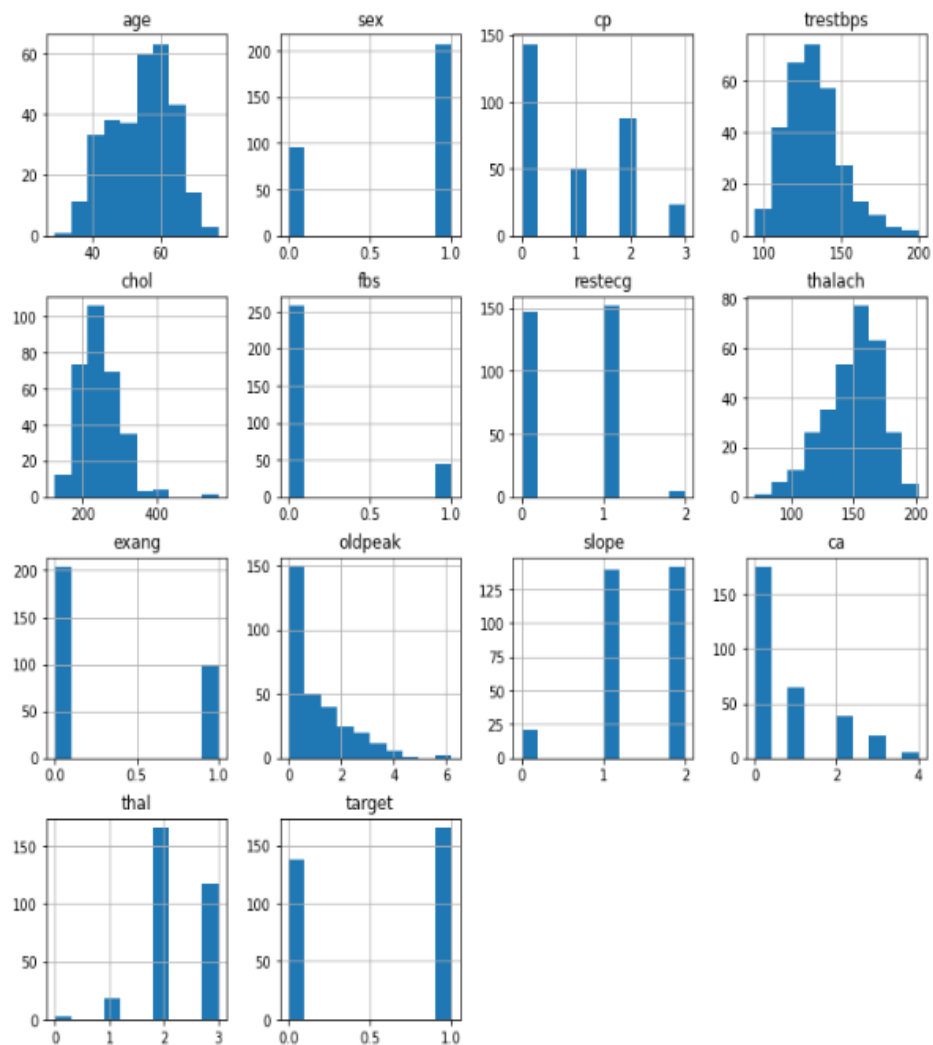 age sex cp trestbps
60 40 20 0
40 60
200 150 100 50 0
0.0 0.5 1.0
150 100 50 0
0 1 2 3
60 40 20 0
100 150 200
chol fbs restecg thalach
100 80 60 40 20 0
200 400
250 200 150 100 50 0
0.0 0.5 1.0
150 100 50 0
0 1 2
80 60 40 20 0
100 150 200
exang oldpeak slope ca
200 150 100 50 0
0.0 0.5 1.0
150 100 50 0
0 2 4 6
125 100 75 50 25 0
0 1 2
150 100 50 0
0 2 4
thal target
150 100 50 0
0 1 2 3
150 100 50 0
0.0 0.5 1.0